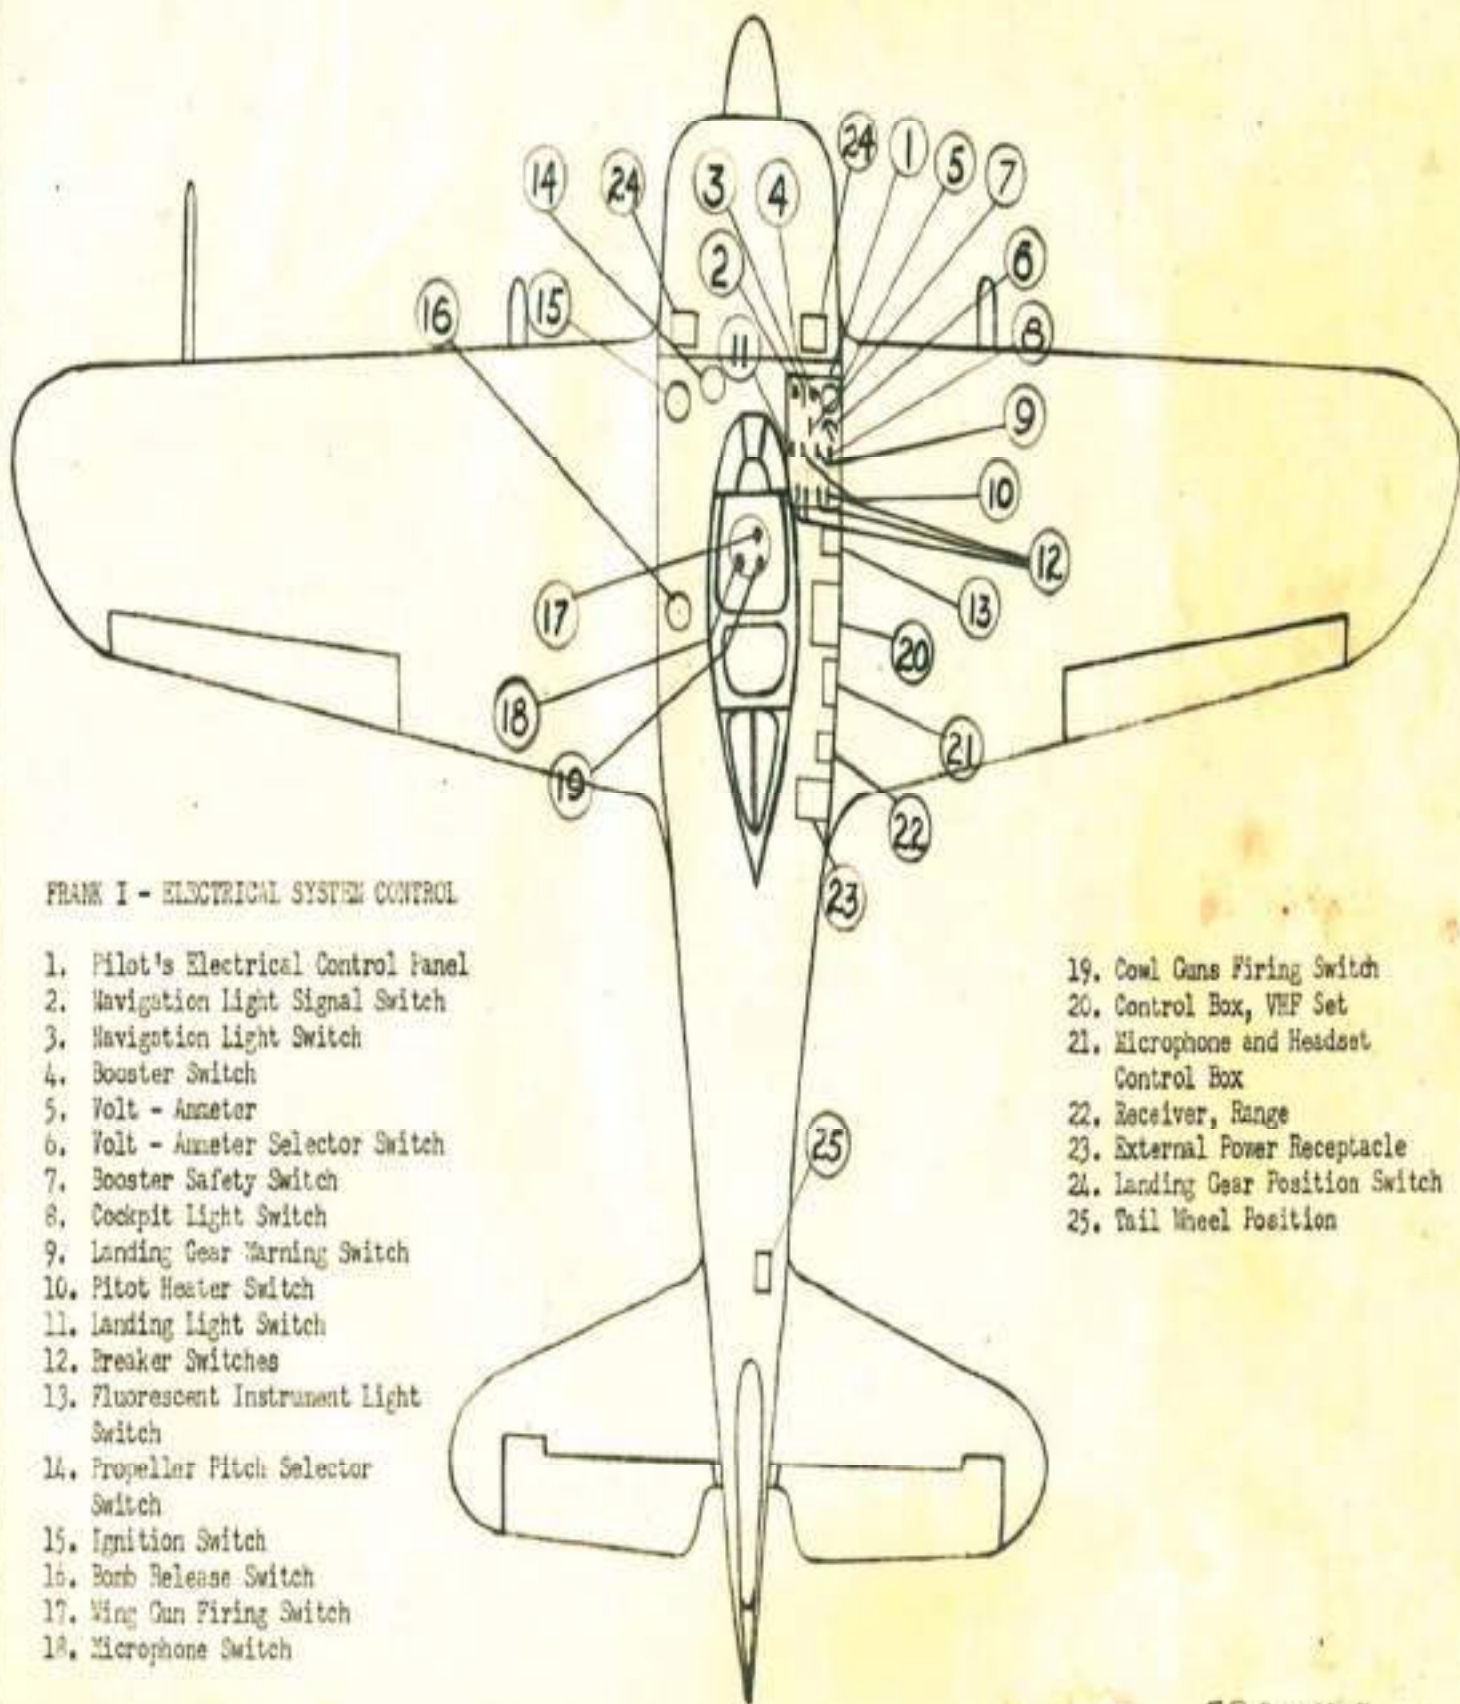 14
24
3
4
24
1
5
7
2
6
16
15
11
8
9
10
12
17
13
20
18
21
19
22
23
FRANK I - ELECTRICAL SYSTEM CONTROL
1. Pilot's Electrical Control Panel
2. Navigation Light Signal Switch
3. Navigation Light Switch
4. Booster Switch
5. Volt - Ammeter
6. Volt - Ammeter Selector Switch
7. Booster Safety Switch
8. Cockpit Light Switch
9. Landing Gear Warning Switch
10. Pitot Heater Switch
11. Landing Light Switch
12. Breaker Switches
13. Fluorescent Instrument Light
Switch
14. Propeller Pitch Selector
Switch
15. Ignition Switch
16. Bomb Release Switch
17. Wing Gun Firing Switch
18. Microphone Switch
19. Cowl Guns Firing Switch
20. Control Box, VHF Set
21. Microphone and Headset
Control Box
22. Receiver, Range
23. External Power Receptacle
24. Landing Gear Position Switch
25. Tail Wheel Position
25